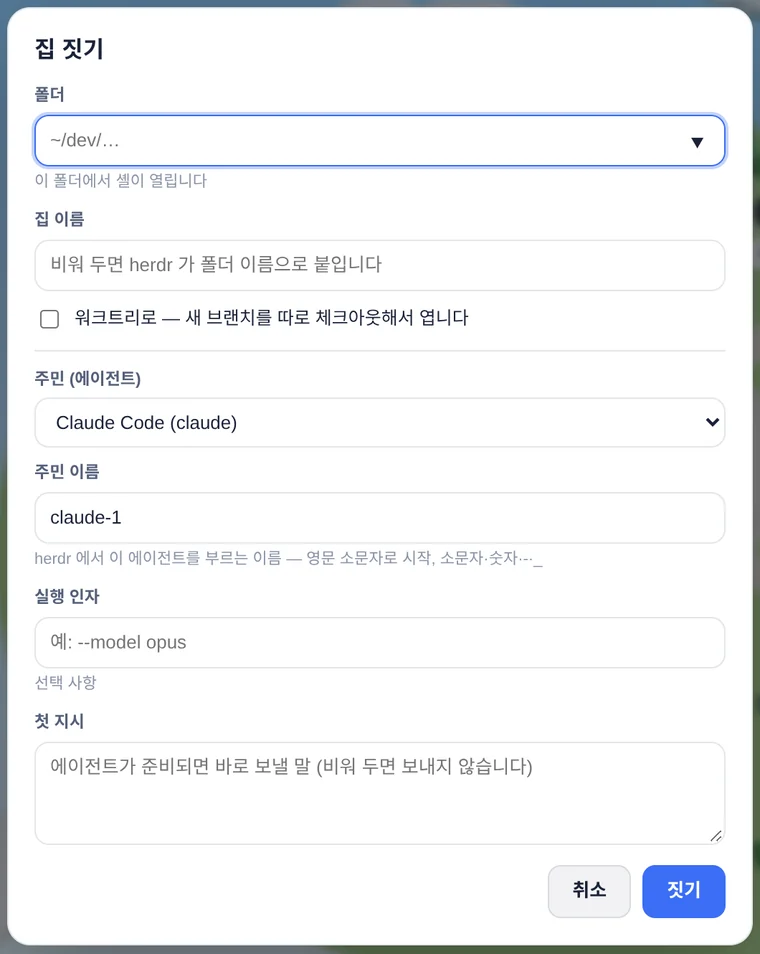 집 짓기
폴더
~/dev/…
이 폴더에서 셸이 열립니다
집 이름
비워 두면 herdr 가 폴더 이름으로 붙입니다
워크트리로 — 새 브랜치를 따로 체크아웃해서 엽니다
주민 (에이전트)
Claude Code (claude)
주민 이름
claude-1
herdr 에서 이 에이전트를 부르는 이름 — 영문 소문자로 시작, 소문자·숫자·-·_
실행 인자
예: --model opus
선택 사항
첫 지시
에이전트가 준비되면 바로 보낼 말 (비워 두면 보내지 않습니다)
취소
짓기